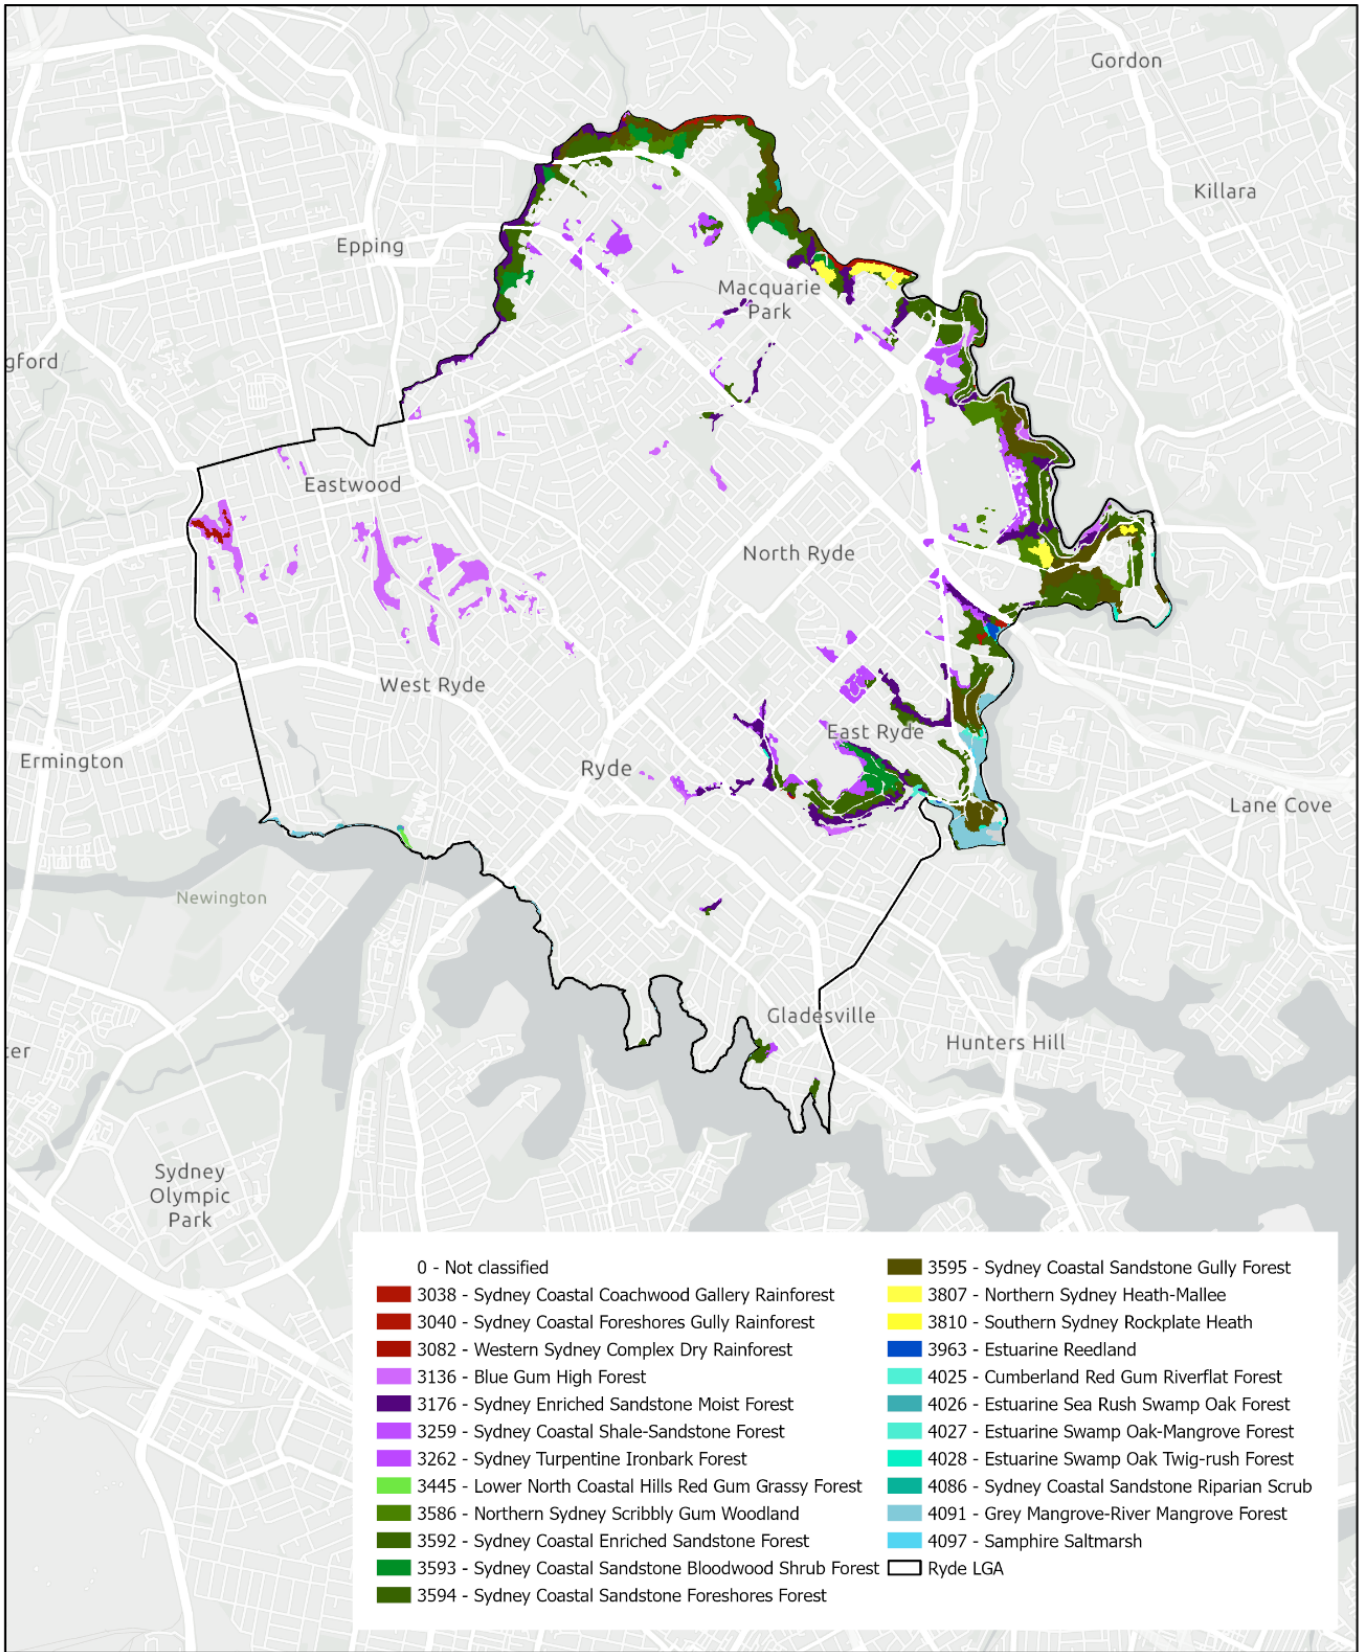 Gordon
Killara
Epping
Macquarie
Park
gford
Eastwood
North Ryde
West Ryde
East Ryde
Ermington
Ryde
Lane Cove
Newington
Gladesville
Hunters Hill
ter
Sydney
Olympic
Park
0 - Not classified
3038 - Sydney Coastal Coachwood Gallery Rainforest
3040 - Sydney Coastal Foreshores Gully Rainforest
3082 - Western Sydney Complex Dry Rainforest
3136 - Blue Gum High Forest
3176 - Sydney Enriched Sandstone Moist Forest
3259 - Sydney Coastal Shale-Sandstone Forest
3262 - Sydney Turpentine Ironbark Forest
3445 - Lower North Coastal Hills Red Gum Grassy Forest
3586 - Northern Sydney Scribbly Gum Woodland
3592 - Sydney Coastal Enriched Sandstone Forest
3593 - Sydney Coastal Sandstone Bloodwood Shrub Forest
3594 - Sydney Coastal Sandstone Foreshores Forest
3595 - Sydney Coastal Sandstone Gully Forest
3807 - Northern Sydney Heath-Mallee
3810 - Southern Sydney Rockplate Heath
3963 - Estuarine Reedland
4025 - Cumberland Red Gum Riverflat Forest
4026 - Estuarine Sea Rush Swamp Oak Forest
4027 - Estuarine Swamp Oak-Mangrove Forest
4028 - Estuarine Swamp Oak Twig-rush Forest
4086 - Sydney Coastal Sandstone Riparian Scrub
4091 - Grey Mangrove-River Mangrove Forest
4097 - Samphire Saltmarsh
Ryde LGA